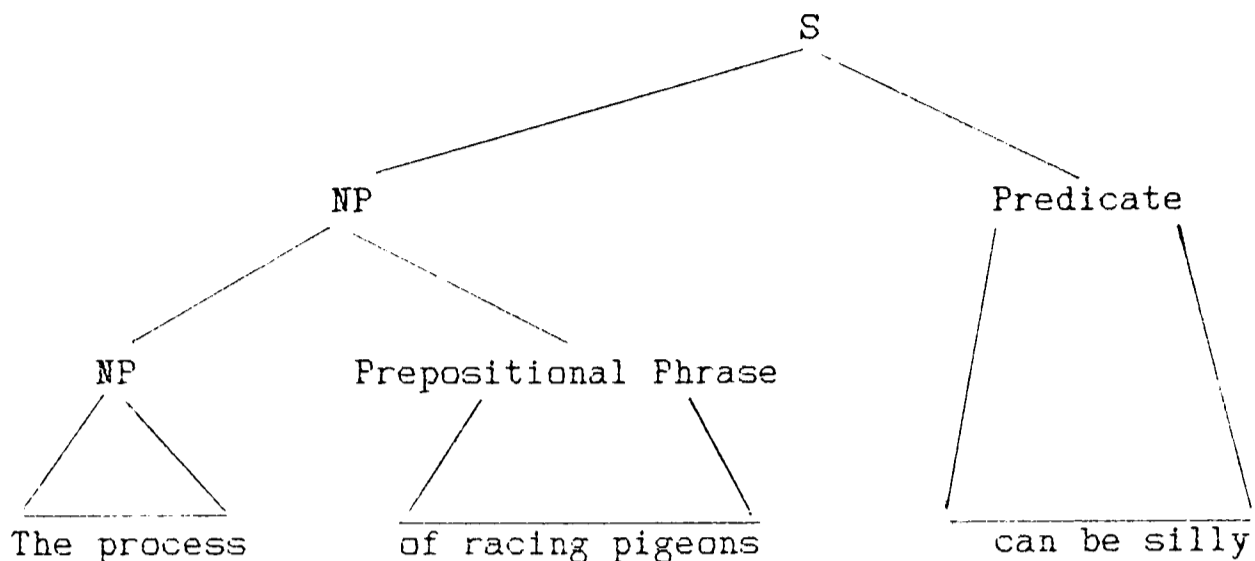 S
NP Predicate
NP Prepositional Phrase
The process of racing pigeons can be silly